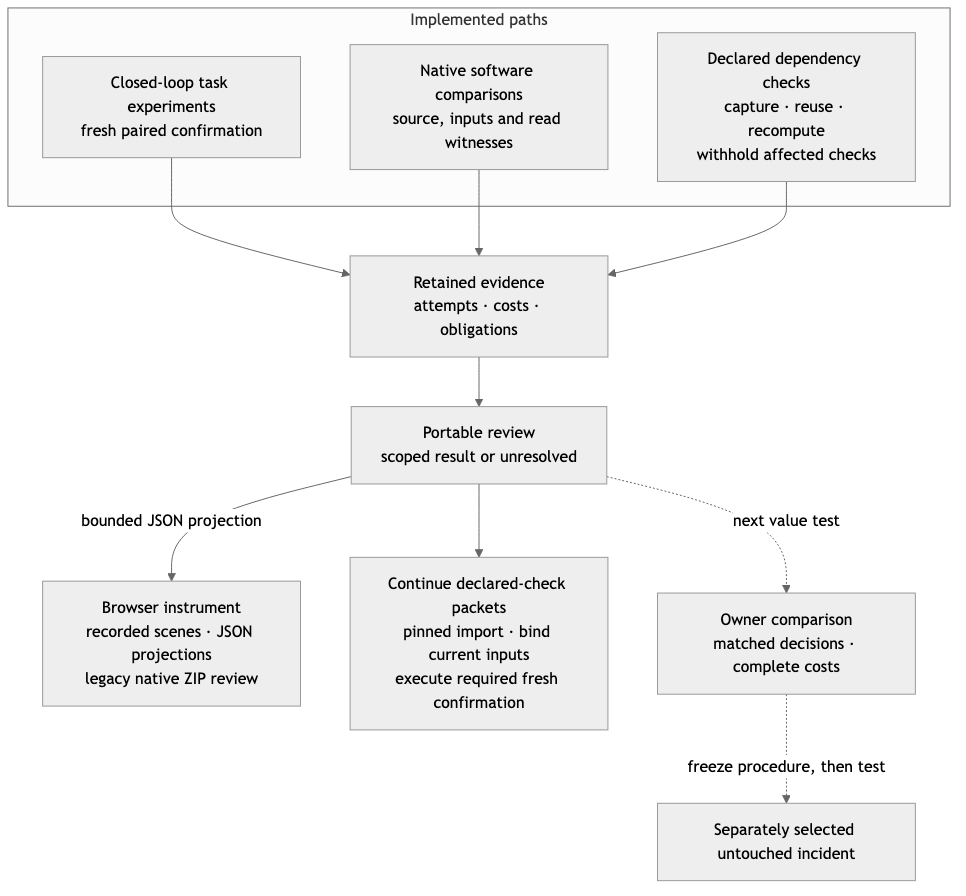 Implemented paths
Closed-loop task
experiments
fresh paired confirmation
Native software
comparisons
source, inputs and read
witnesses
Declared dependency
checks
capture · reuse ·
recompute
withhold affected checks
Retained evidence
attempts · costs ·
obligations
Portable review
scoped result or unresolved
bounded JSON projection
next value test
Browser instrument
recorded scenes · JSON
projections
legacy native ZIP review
Continue declared-check
packets
pinned import · bind
current inputs
execute required fresh
confirmation
Owner comparison
matched decisions ·
complete costs
freeze procedure, then test
Separately selected
untouched incident